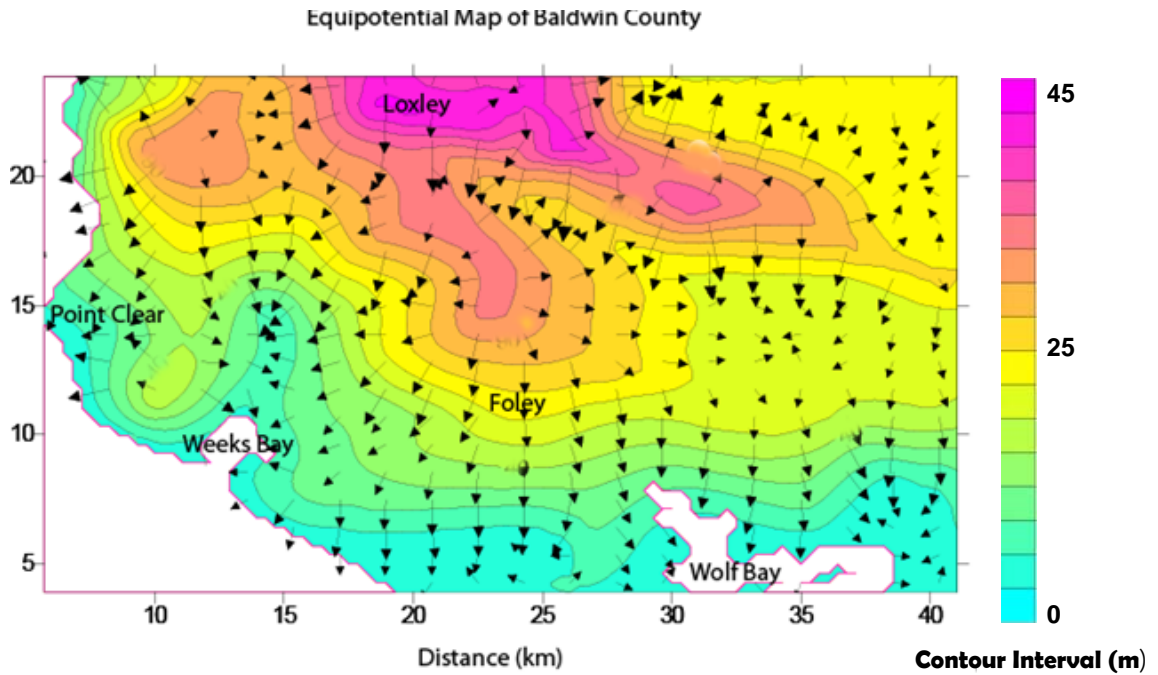 Equipotential Map of Baldwin County
Loxley
45
20
15
Point Clear
25
Foley
10
Weeks Bay
5
Wolf Bay
0
10 15 20 25 30 35 40
Distance (km)
Contour Interval (m)